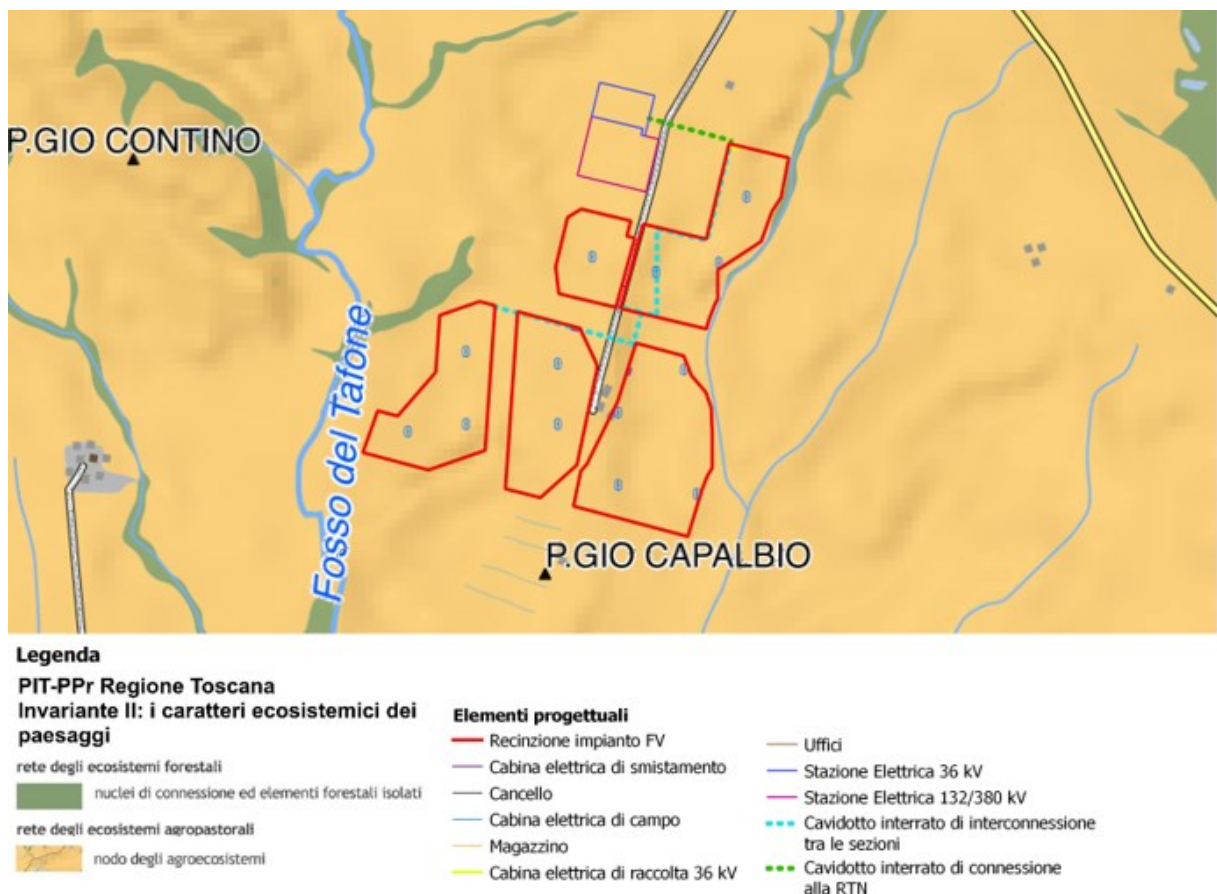 P.GIO CONTINO
Fosso del Tafone
P.GIO CAPALBIO
Legenda
PIT-PPr Regione Toscana
Invariante II: i caratteri ecosistemici dei
paesaggi
rete degli ecosistemi forestali
nuclei di connessione ed elementi forestali isolati
rete degli ecosistemi agropastorali
nodo degli agroecosistemi
Elementi progettuali
Recinzione impianto FV
Cabina elettrica di smistamento
Cancello
Cabina elettrica di campo
Magazzino
Cabina elettrica di raccolta 36 kV
Uffici
Stazione Elettrica 36 kV
Stazione Elettrica 132/380 kV
Cavidotto interrato di interconnessione
tra le sezioni
Cavidotto interrato di connessione
alla RTN